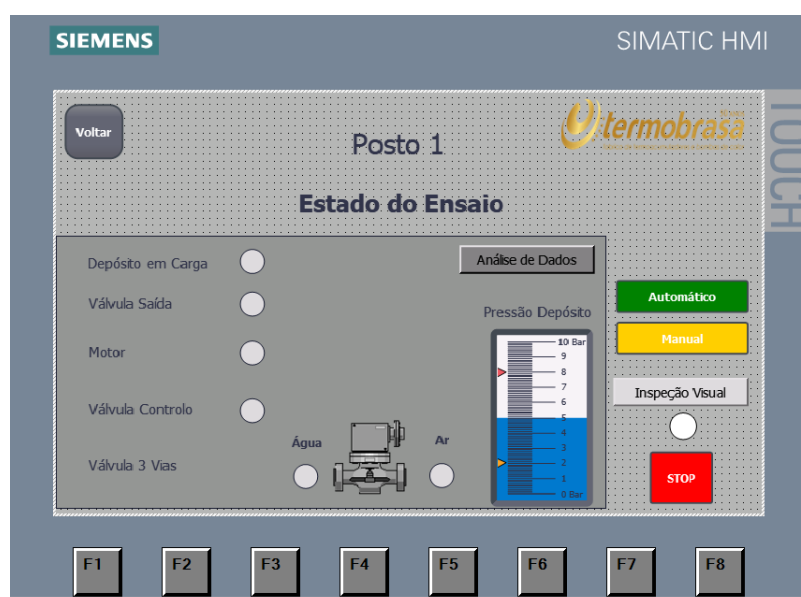 SIEMENS
SIMATIC HMI
TOUCH
Voltar
Posto 1
termobrasa
Estado do Ensaio
Depósito em Carga
Análise de Dados
Válvula Saída
Pressão Depósito
Automático
Manual
Motor
10 Bar
9
8
7
6
5
4
3
2
1
0 Bar
Inspeção Visual
Válvula Controlo
Água
Ar
Válvula 3 Vias
STOP
F1
F2
F3
F4
F5
F6
F7
F8